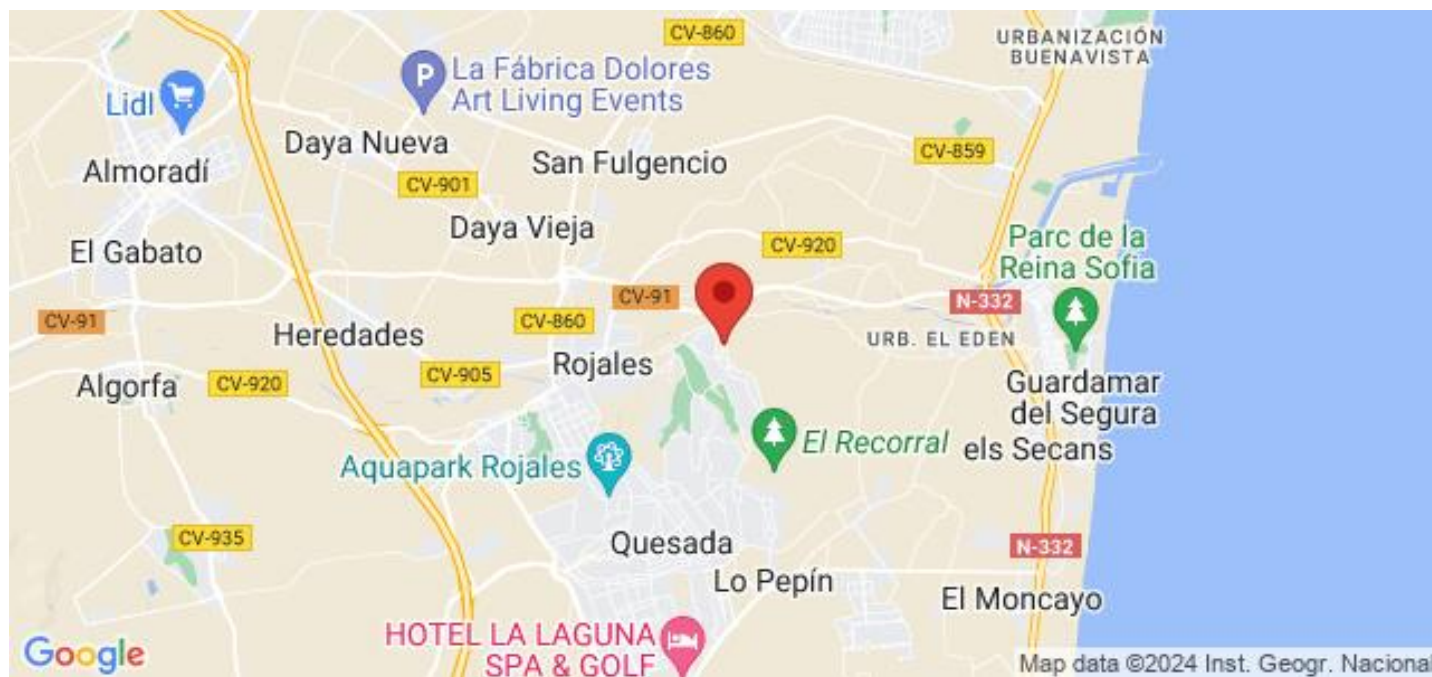 CV-860
URBANIZACIÓN
BUENAVISTA
La Fábrica Dolores
Art Living Events
Lidl
Daya Nueva
San Fulgencio
CV-859
Almoradí
CV-901
Daya Vieja
CV-920
Parc de la
Reina Sofia
El Gabato
CV-91
N-332
CV-91
CV-860
Heredades
URB. EL EDEN
Rojales
CV-905
Algorfa
CV-920
Guardamar
del Segura
El Recorral
els Secans
Aquapark Rojales
CV-935
Quesada
N-332
Lo Pepín
El Moncayo
HOTEL LA LAGUNA
SPA & GOLF
Google
Map data ©2024 Inst. Geogr. Nacional